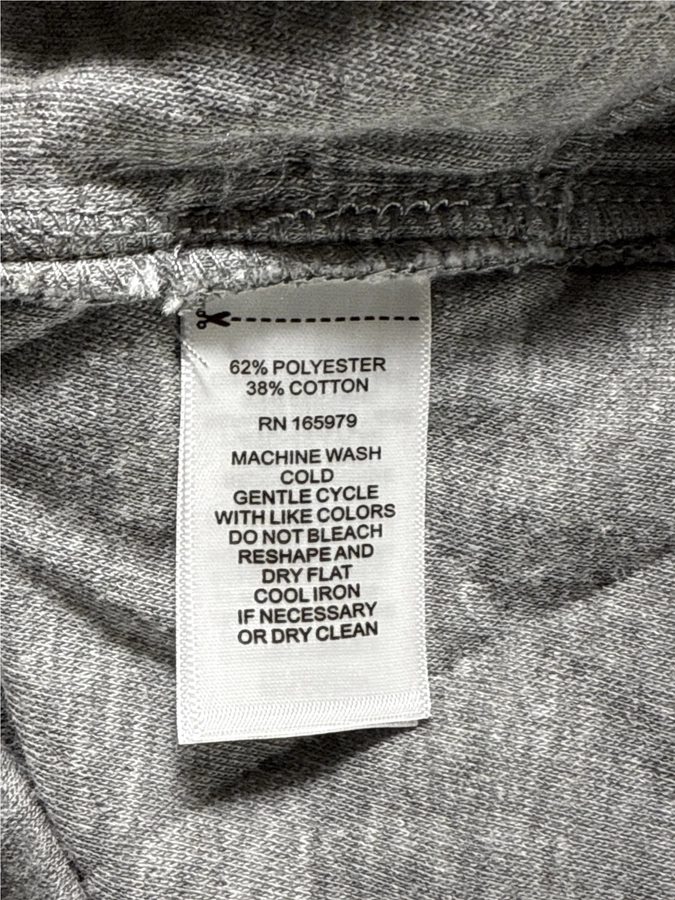 62% POLYESTER
38% COTTON
RN 165979
MACHINE WASH
COLD
GENTLE CYCLE
WITH LIKE COLORS
DO NOT BLEACH
RESHAPE AND
DRY FLAT
COOL IRON
IF NECESSARY
OR DRY CLEAN